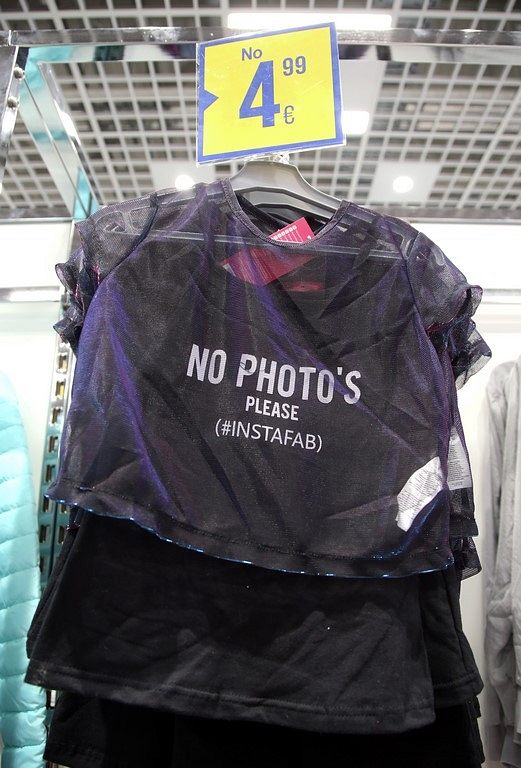 No
4 99
€
NO PHOTO'S
PLEASE
(#INSTAFAB)